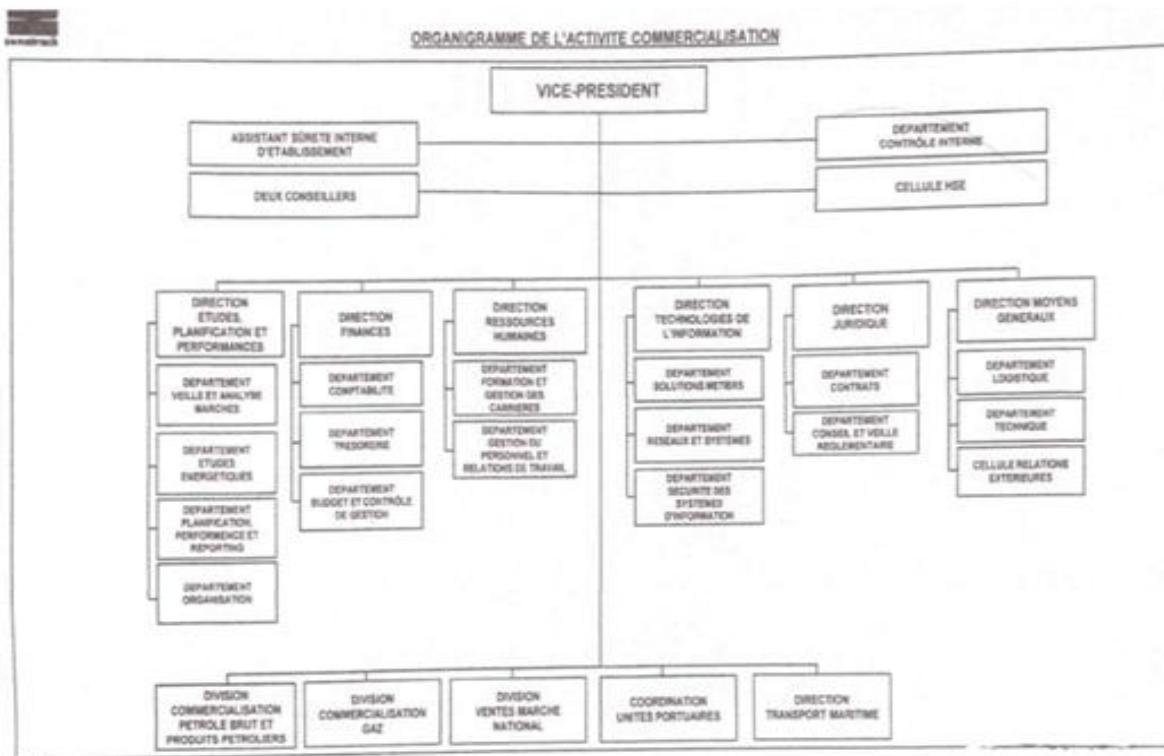 sonatrach
ORGANIGRAMME DE L'ACTIVITE COMMERCIALISATION
VICE-PRESIDENT
ASSISTANT SÛRETE INTERNE
D'ETABLISSEMENT
DEPARTEMENT
CONTRÔLE INTERNE
DEUX CONSEILLERS
CELLULE HSE
DIRECTION
ETUDES,
PLANIFICATION ET
PERFORMANCES
DEPARTEMENT
VEILLE ET ANALYSE
MARCHES
DEPARTEMENT
ETUDES
ENERGETIQUES
DEPARTEMENT
PLANIFICATION,
PERFORMENCE ET
REPORTING
DEPARTEMENT
ORGANISATION
DIRECTION
FINANCES
DEPARTEMENT
COMPTABILITE
DEPARTEMENT
TRESORERIE
DEPARTEMENT
BUDGET ET CONTRÔLE
DE GESTION
DIRECTION
RESSOURCES
HUMAINES
DEPARTEMENT
FORMATION ET
GESTION DES
CARRIERES
DEPARTEMENT
GESTION DU
PERSONNEL ET
RELATIONS DE TRAVAIL
DIRECTION
TECHNOLOGIES DE
L'INFORMATION
DEPARTEMENT
SOLUTIONS METIERS
DEPARTEMENT
RESEAUX ET SYSTÈMES
DEPARTEMENT
SECURITE DES
SYSTEMES
D'INFORMATION
DIRECTION
JURIDIQUE
DEPARTEMENT
CONTRATS
DEPARTEMENT
CONSEIL ET VEILLE
REGLEMENTAIRE
DIRECTION MOYENS
GENERAUX
DEPARTEMENT
LOGISTIQUE
DEPARTEMENT
TECHNIQUE
CELLULE RELATIONS
EXTERIEURES
DIVISION
COMMERCIALISATION
PETROLE BRUT ET
PRODUITS PETROLIERS
DIVISION
COMMERCIALISATION
GAZ
DIVISION
VENTES MARCHE
NATIONAL
COORDINATION
UNITES PORTUAIRES
DIRECTION
TRANSPORT MARITIME